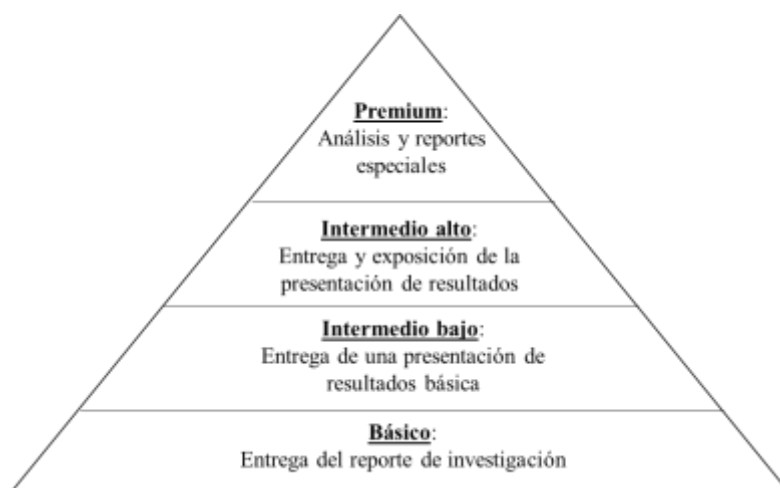 Premium:
Análisis y reportes
especiales
Intermedio alto:
Entrega y exposición de la
presentación de resultados
Intermedio bajo:
Entrega de una presentación de
resultados básica
Básico:
Entrega del reporte de investigación